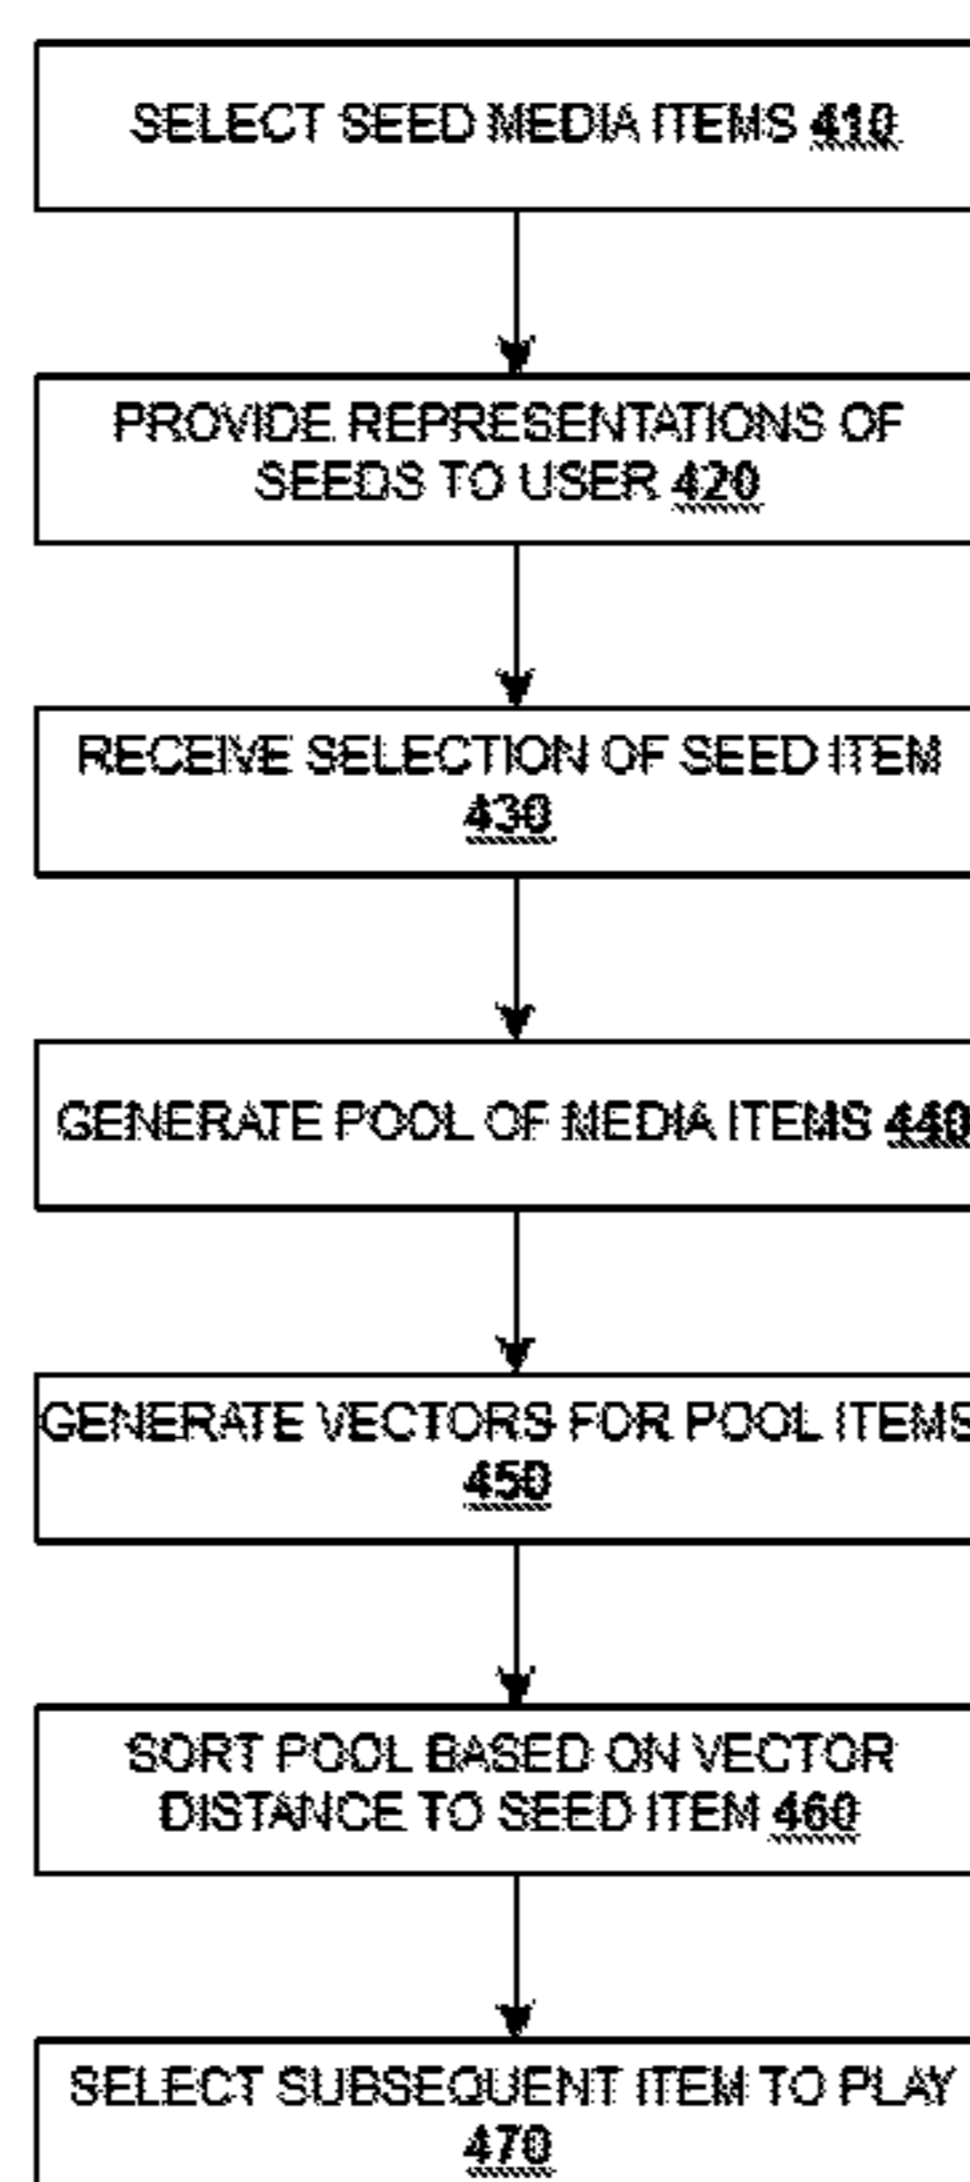 SELECT SEED MEDIA ITEMS 410
PROVIDE REPRESENTATIONS OF
SEEDS TO USER 420
RECEIVE SELECTION OF SEED ITEM
430
GENERATE POOL OF MEDIA ITEMS 440
GENERATE VECTORS FOR POOL ITEMS
450
SORT POOL BASED ON VECTOR
DISTANCE TO SEED ITEM 460
SELECT SUBSEQUENT ITEM TO PLAY
470